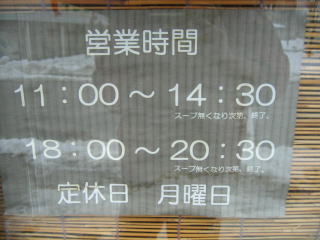 営業時間
11：00～14：30
スープ無くなり次第、終了。
18：00～20：30
スープ無くなり次第、終了。
定休日　月曜日